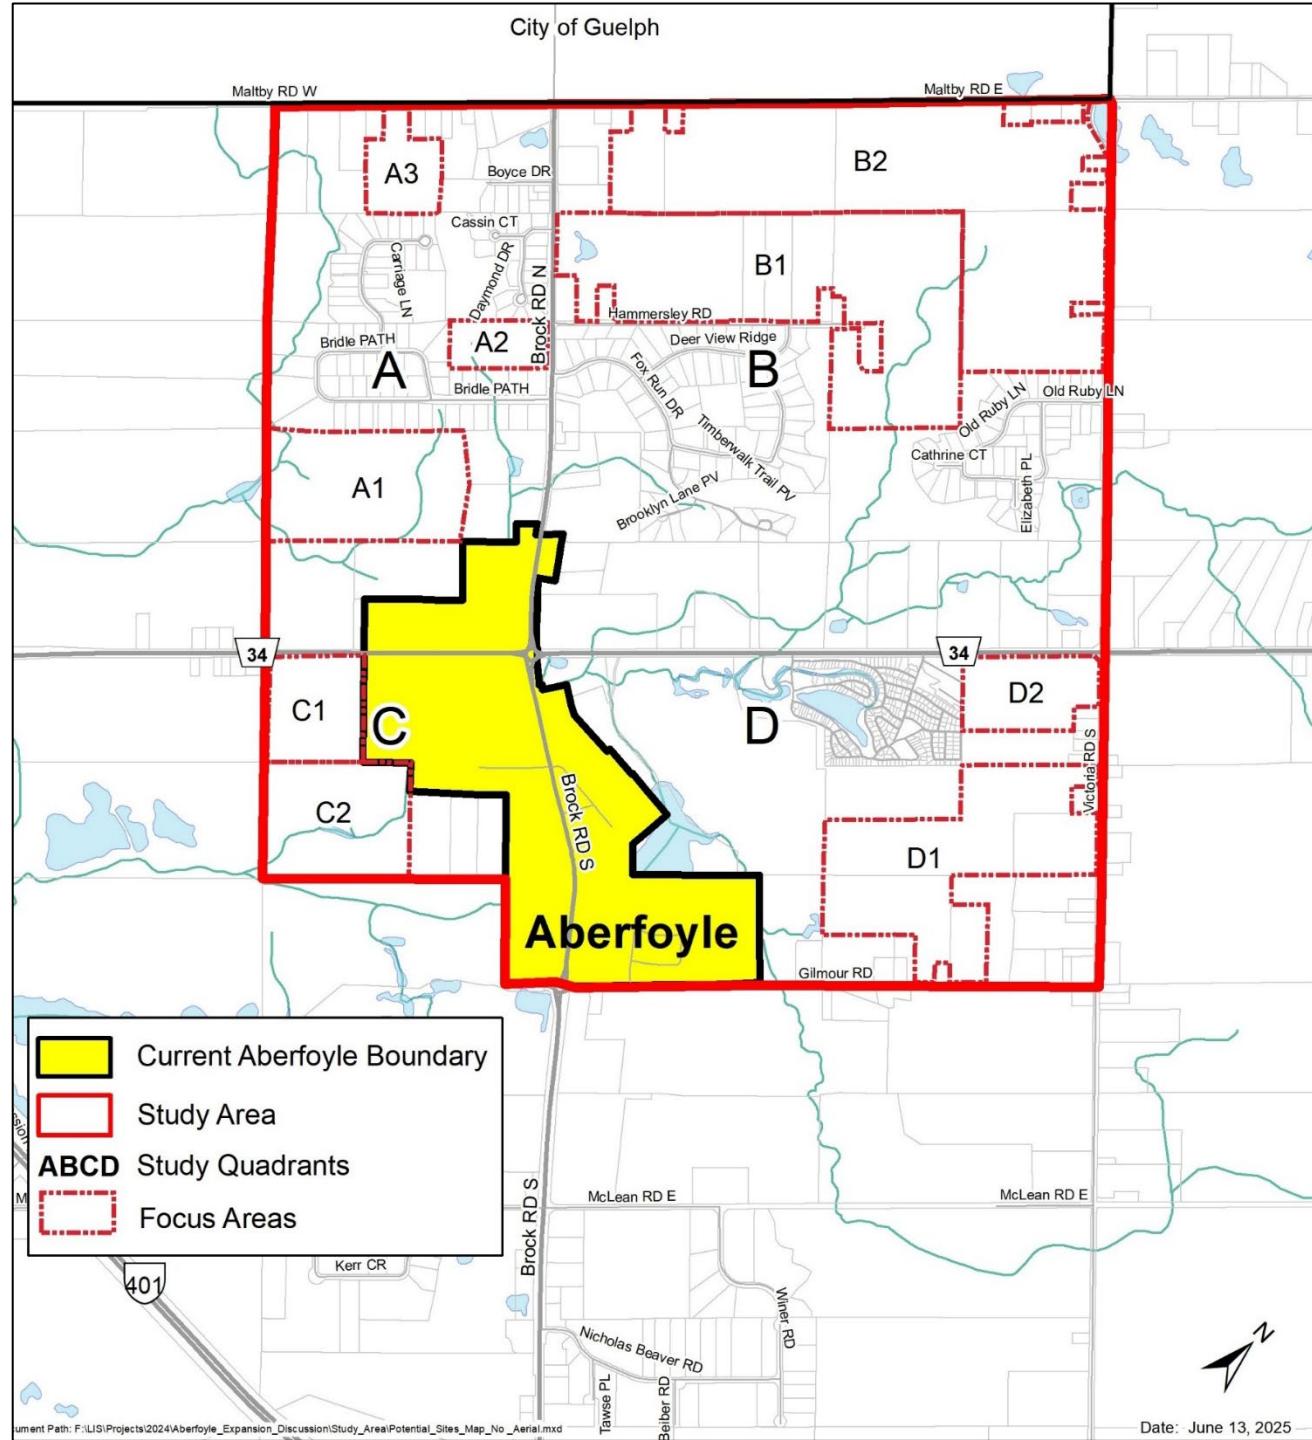 City of Guelph
Maltby RD W
Maltby RD E
A3
B2
Boyce DR
Cassin CT
Carriage LN
Daymond DR
Brock RD N
B1
Hammersley RD
Bridle PATH
A2
Deer View Ridge
A
B
Bridle PATH
Fox Run DR
Old Ruby LN
Old Ruby LN
Timberwalk Trail PV
Cathrine CT
A1
Brooklyn Lane PV
Elizabeth PL
34
34
C1
C
D
D2
Victoria RD S
C2
Brock RD S
D1
Aberfoyle
Gilmour RD
Current Aberfoyle Boundary
Study Area
ABCD Study Quadrants
Focus Areas
McLean RD E
McLean RD E
Brock RD S
Kerr CR
401
Winer RD
Nicholas Beaver RD
Tawse PL
Beiber RD
N
ument Path: F:\LIS\Projects\2024\Aberfoyle_Expansion_Discussion\Study_Area\Potential_Sites_Map_No_Aerial.mxd
Date: June 13, 2025